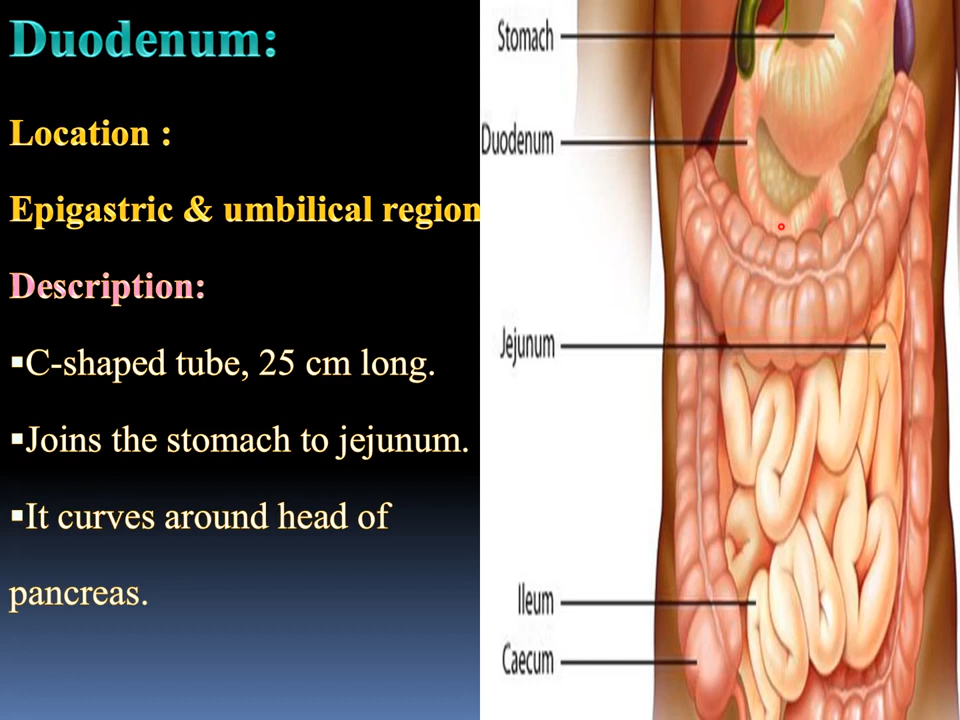 Duodenum:
Location :
Epigastric & umbilical region
Description:
▪C-shaped tube, 25 cm long.
▪Joins the stomach to jejunum.
▪It curves around head of
pancreas.
Stomach
Duodenum
Jejunum
Ileum
Caecum